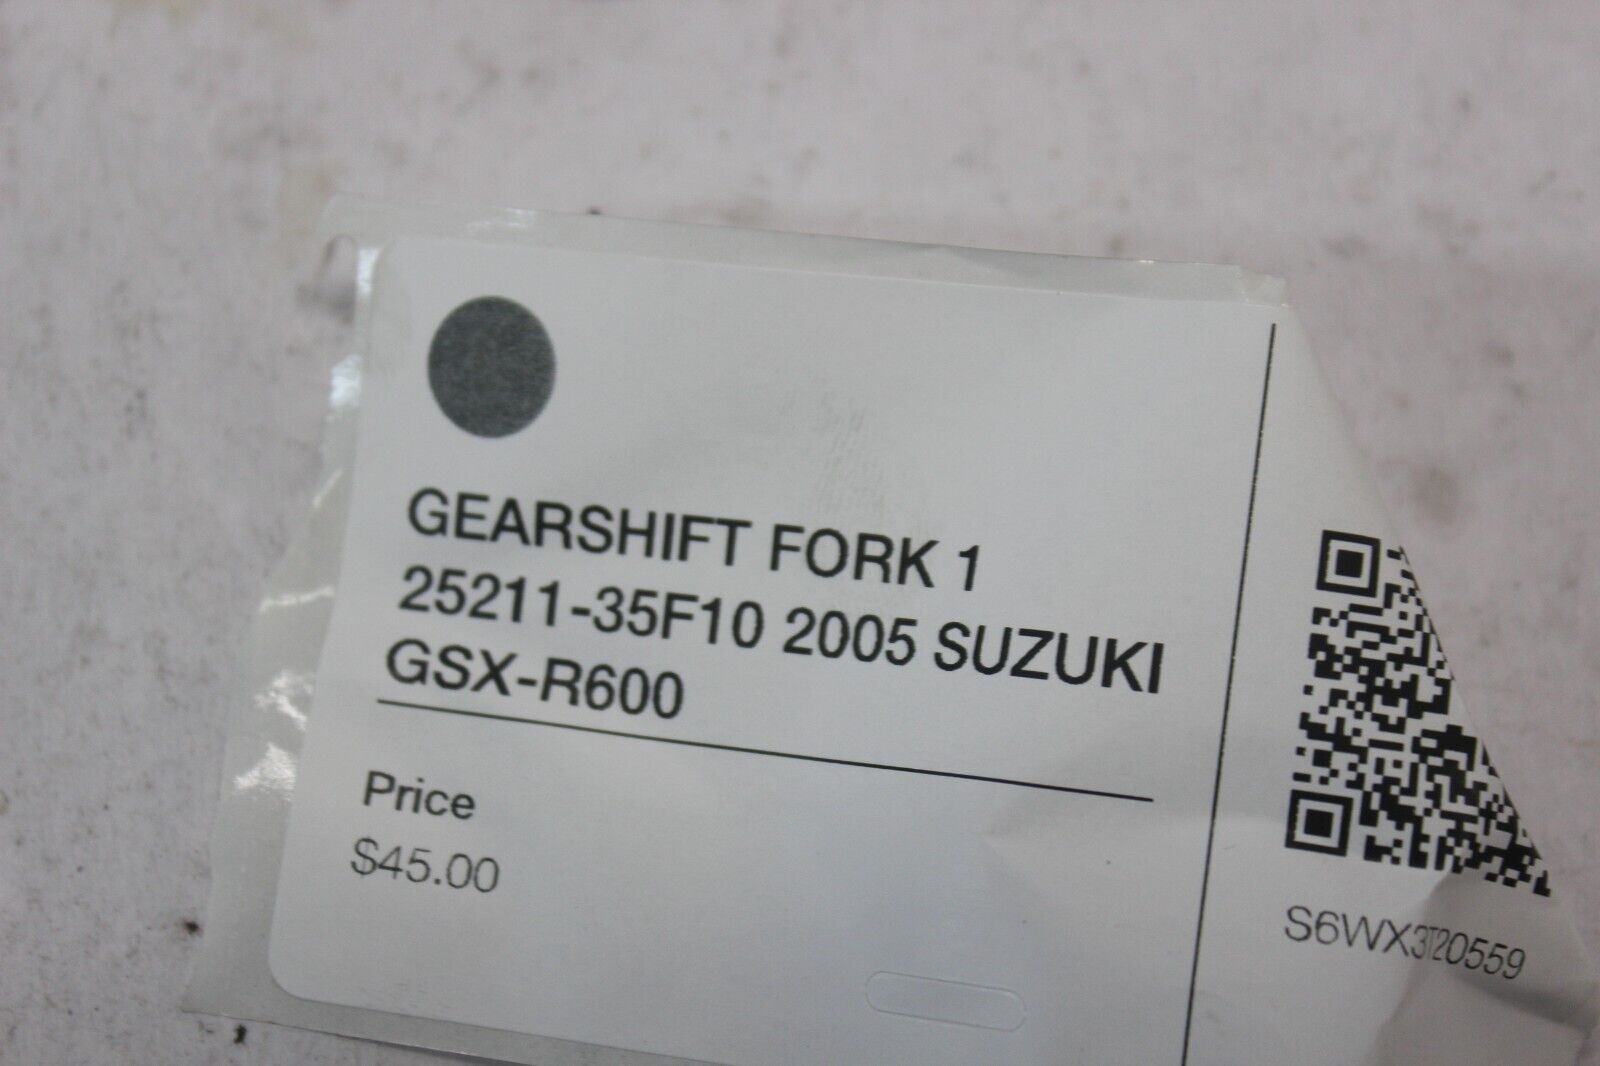 GEARSHIFT FORK 1
25211-35F10 2005 SUZUKI
GSX-R600
Price
$45.00
S6WX3T20559